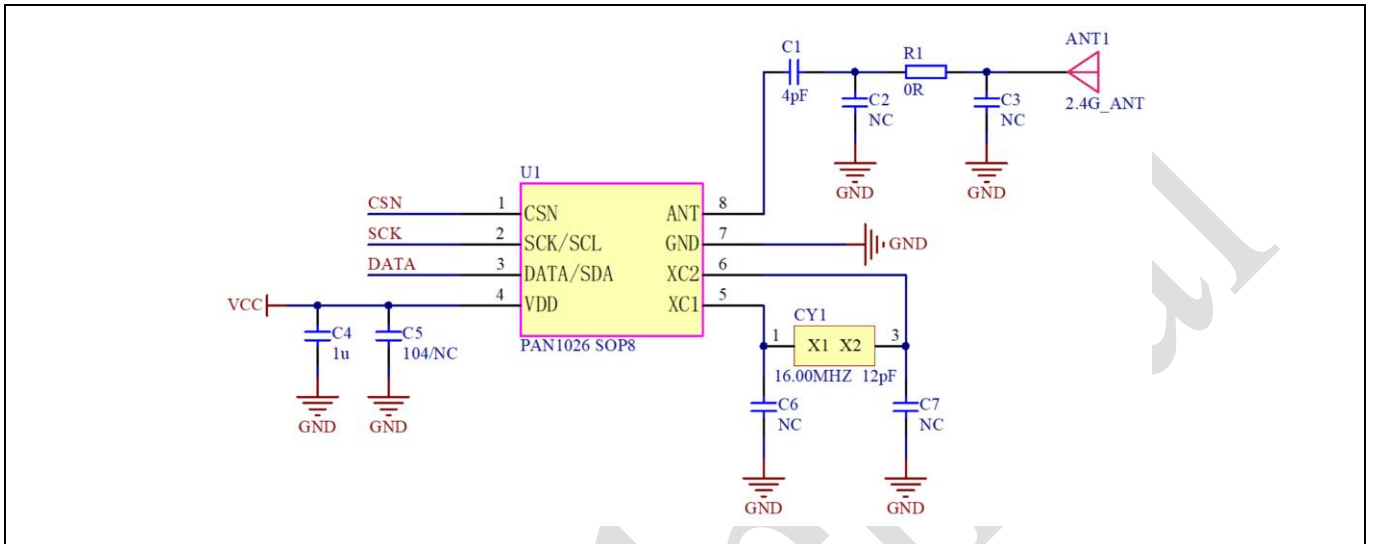 ANT1
C1
R1
4pF
C2
NC
0R
C3
NC
2.4G_ANT
GND
GND
U1
CSN
1
CSN
ANT
8
SCK
2
SCK/SCL
GND
7
GND
DATA
3
DATA/SDA
XC2
6
VCC
4
VDD
XC1
5
C4
1u
C5
104/NC
PAN1026 SOP8
CY1
1
X1 X2
3
16.00MHZ 12pF
GND
GND
C6
NC
C7
NC
GND
GND